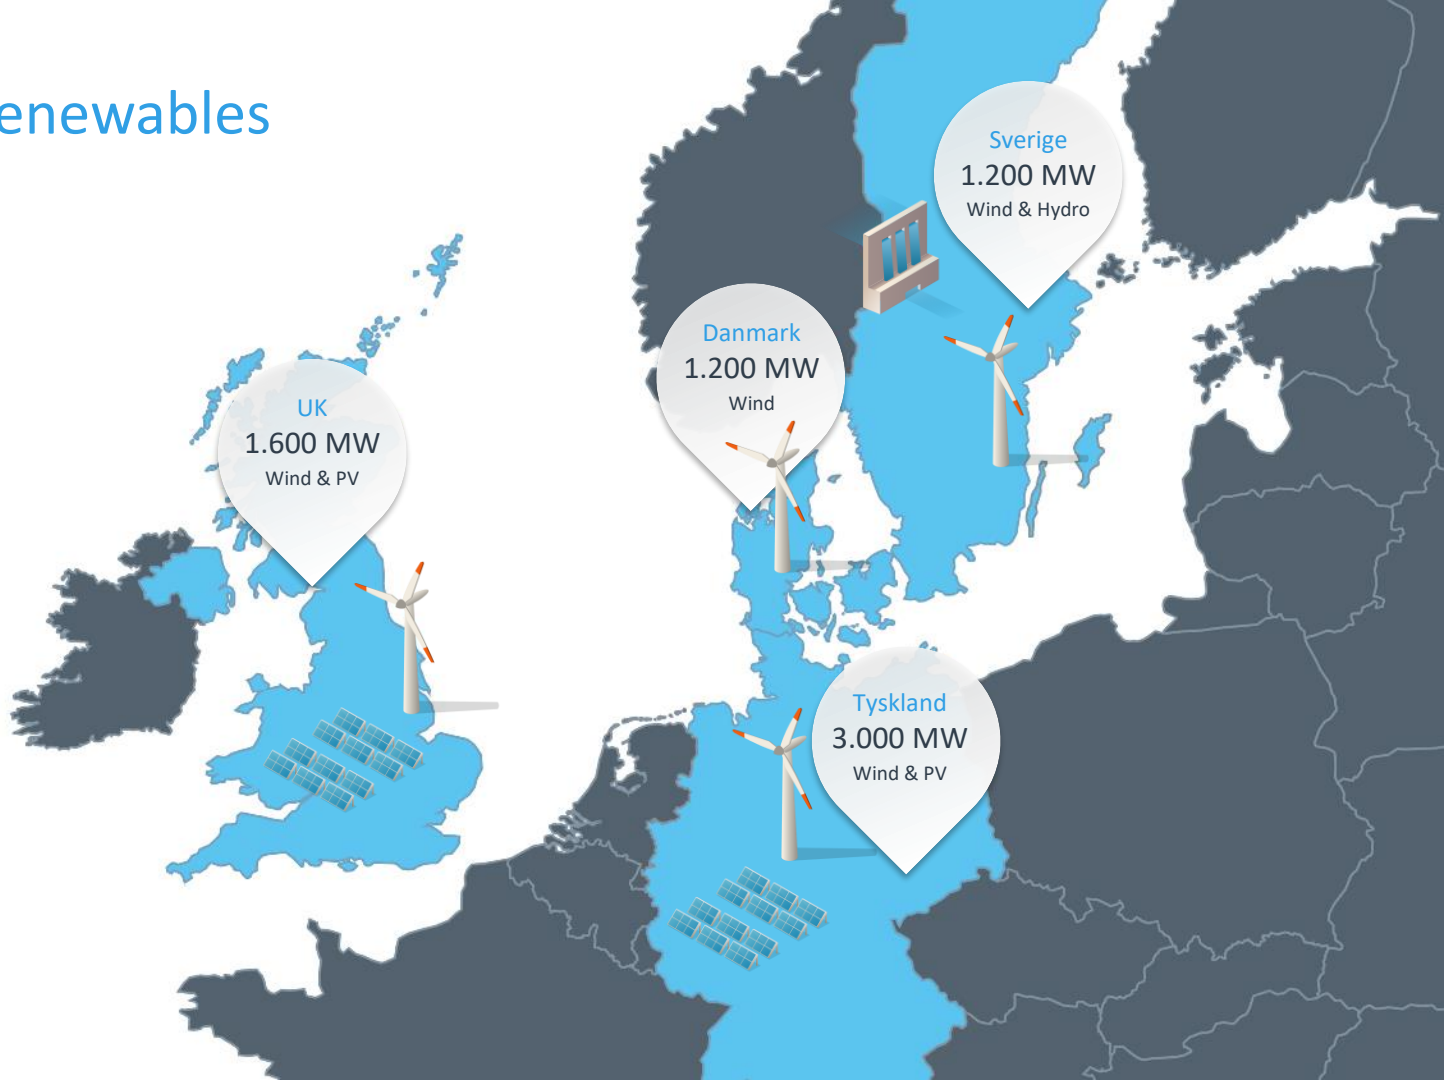 enewables
Sverige
1.200 MW
Wind & Hydro
Danmark
1.200 MW
Wind
UK
1.600 MW
Wind & PV
Tyskland
3.000 MW
Wind & PV